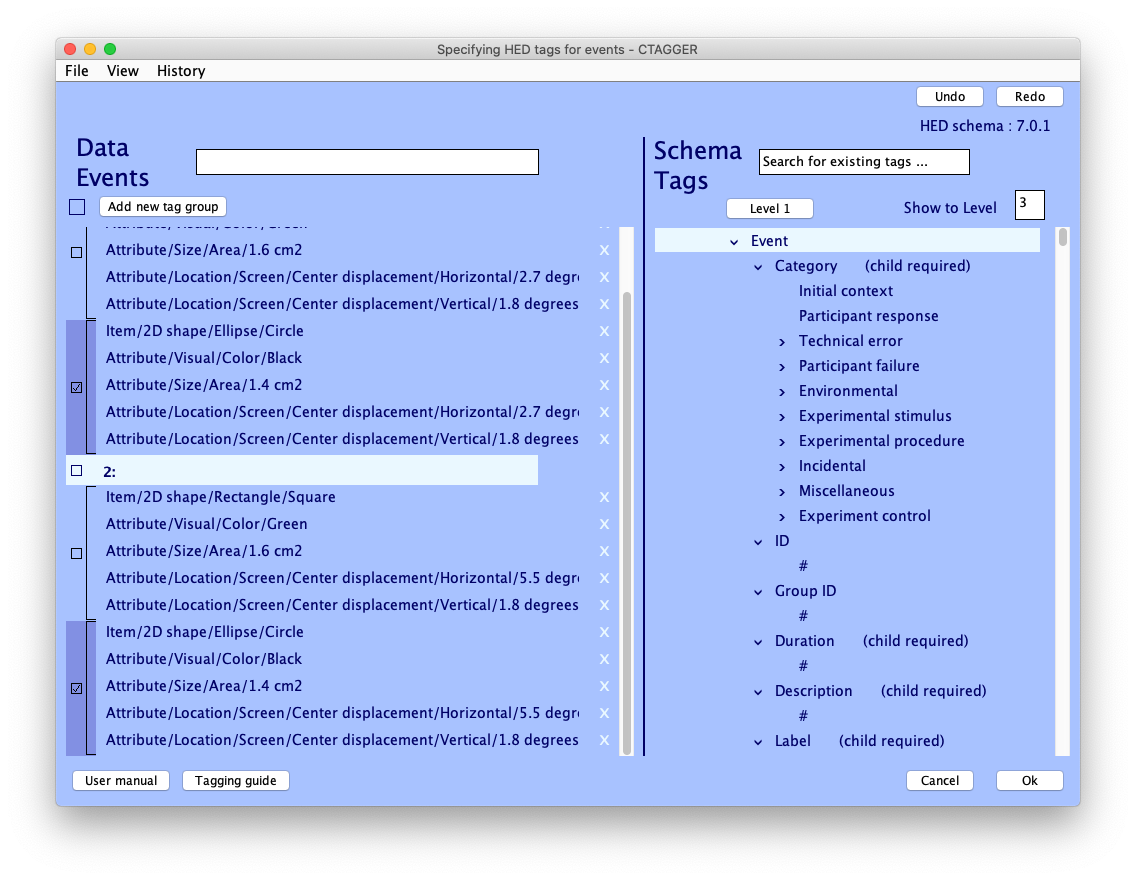 Specifying HED tags for events - CTAGGER
File View History
Undo Redo
HED schema : 7.0.1
Data
Events
Schema
Tags
Search for existing tags ...
Add new tag group
Level 1
Show to Level 3
Attribute/Visual/Color/Green X
Attribute/Size/Area/1.6 cm2 X
Attribute/Location/Screen/Center displacement/Horizontal/2.7 degr X
Attribute/Location/Screen/Center displacement/Vertical/1.8 degrees X
Item/2D shape/Ellipse/Circle X
Attribute/Visual/Color/Black X
Attribute/Size/Area/1.4 cm2 X
Attribute/Location/Screen/Center displacement/Horizontal/2.7 degr X
Attribute/Location/Screen/Center displacement/Vertical/1.8 degrees X
2:
Item/2D shape/Rectangle/Square X
Attribute/Visual/Color/Green X
Attribute/Size/Area/1.6 cm2 X
Attribute/Location/Screen/Center displacement/Horizontal/5.5 degr X
Attribute/Location/Screen/Center displacement/Vertical/1.8 degrees X
Item/2D shape/Ellipse/Circle X
Attribute/Visual/Color/Black X
Attribute/Size/Area/1.4 cm2 X
Attribute/Location/Screen/Center displacement/Horizontal/5.5 degr X
Attribute/Location/Screen/Center displacement/Vertical/1.8 degrees X
Event
Category (child required)
Initial context
Participant response
Technical error
Participant failure
Environmental
Experimental stimulus
Experimental procedure
Incidental
Miscellaneous
Experiment control
ID
#
Group ID
#
Duration (child required)
#
Description (child required)
#
Label (child required)
User manual Tagging guide
Cancel Ok